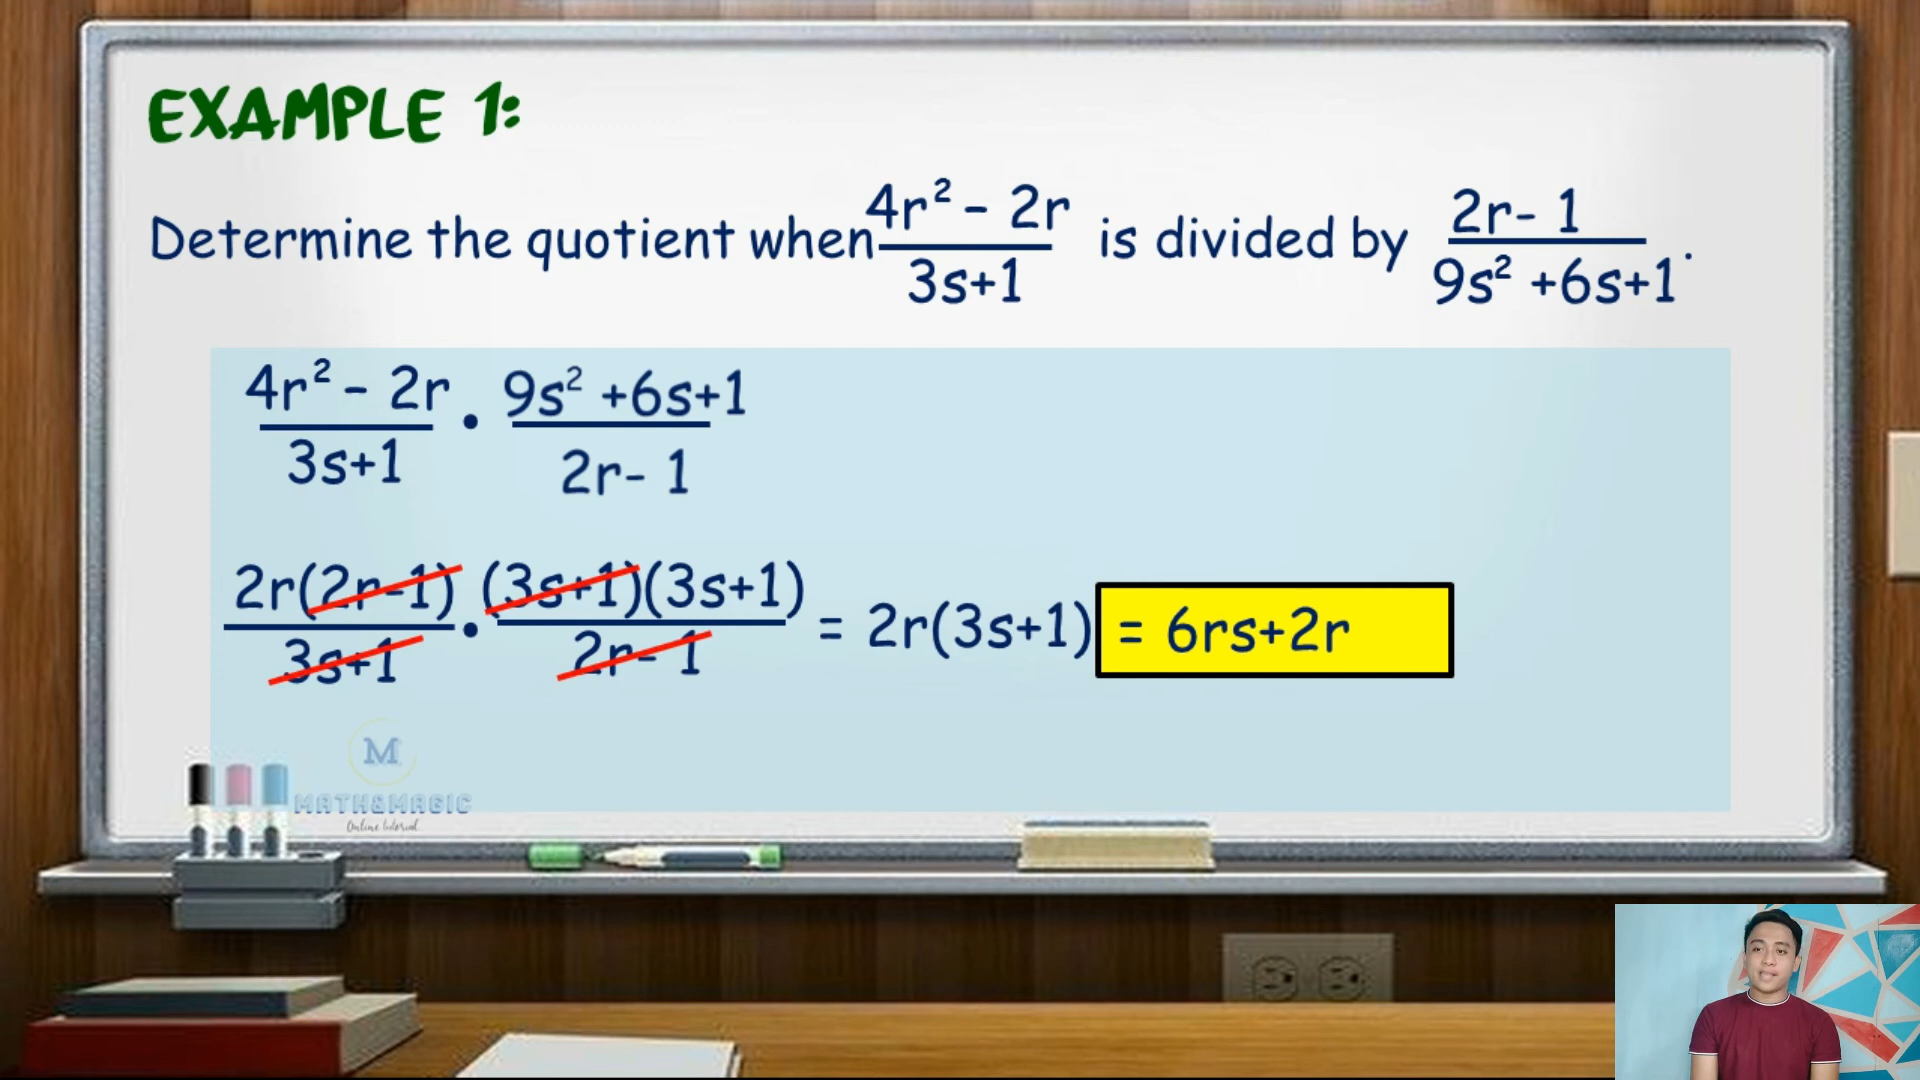 EXAMPLE 1:
Determine the quotient when (4r² - 2r)/(3s+1) is divided by (2r- 1)/(9s² +6s+1).
(4r² - 2r)/(3s+1) • (9s² +6s+1)/(2r- 1)
2r(2r-1)/(3s+1) • (3s+1)(3s+1)/(2r- 1) = 2r(3s+1) = 6rs+2r
M
MATH&MAGIC
Online tutorial